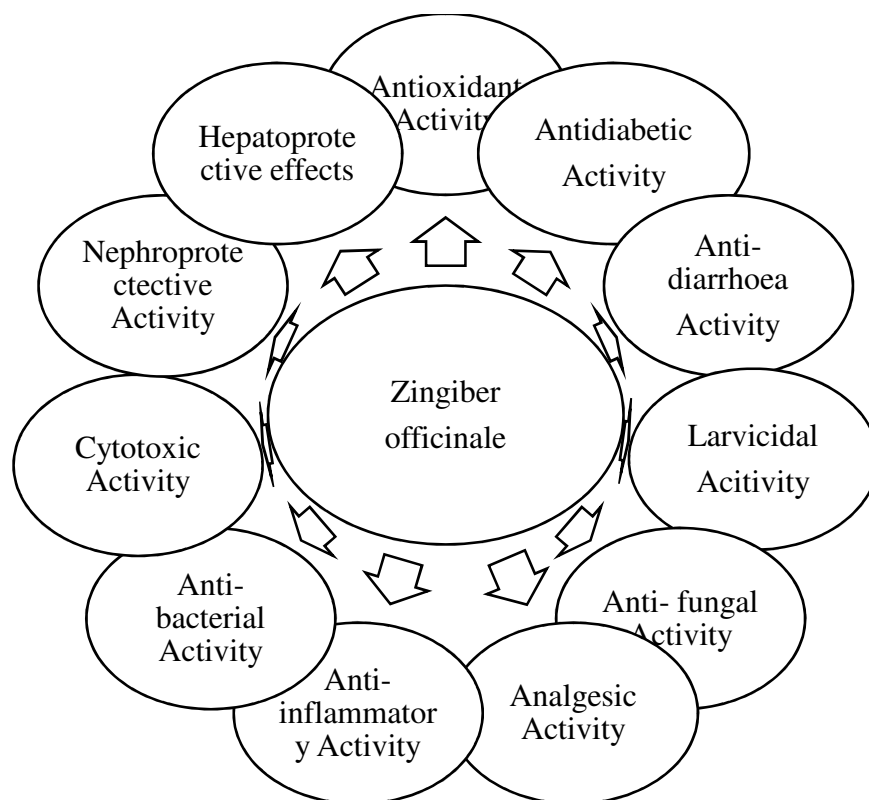 Antioxidant
Activity
Antidiabetic
Activity
Anti-
diarrhoea
Activity
Larvicidal
Acitivity
Anti- fungal
Activity
Analgesic
Activity
Anti-
inflammator
y Activity
Anti-
bacterial
Activity
Cytotoxic
Activity
Nephroprote
ctective
Activity
Hepatoprote
ctive effects
Zingiber
officinale